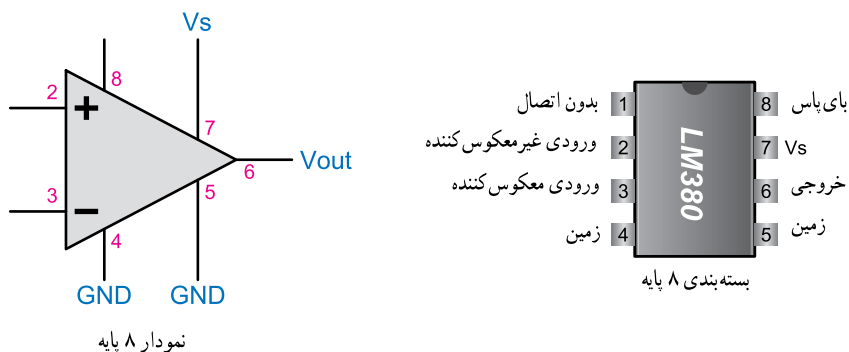 Vs
8
2
+
7
Vout
6
3
−
5
4
GND
GND
نمودار ۸ پایه
بدون اتصال
1
8
بای‌پاس
ورودی غیرمعکوس‌کننده
2
7
Vs
ورودی معکوس‌کننده
3
6
خروجی
زمین
4
5
زمین
LM380
بسته‌بندی ۸ پایه